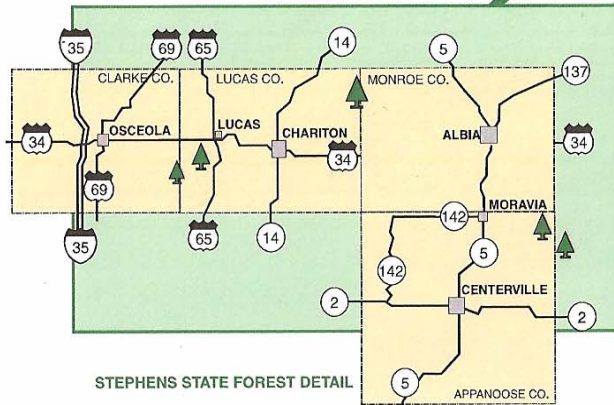 35
69
65
14
5
137
CLARKE CO.
LUCAS CO.
MONROE CO.
34
OSCEOLA
LUCAS
CHARITON
34
ALBIA
34
69
35
65
14
142
MORAVIA
142
5
2
CENTERVILLE
2
STEPHENS STATE FOREST DETAIL
5
APPANOOSE CO.